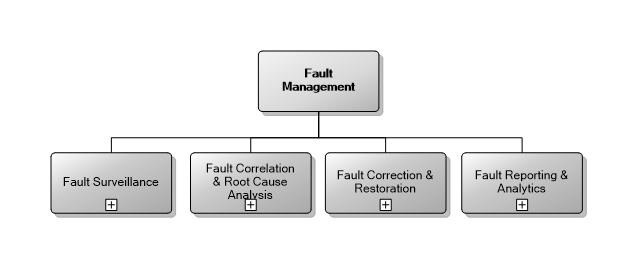 Fault
Management
Fault Surveillance
Fault Correlation
& Root Cause
Analysis
Fault Correction &
Restoration
Fault Reporting &
Analytics